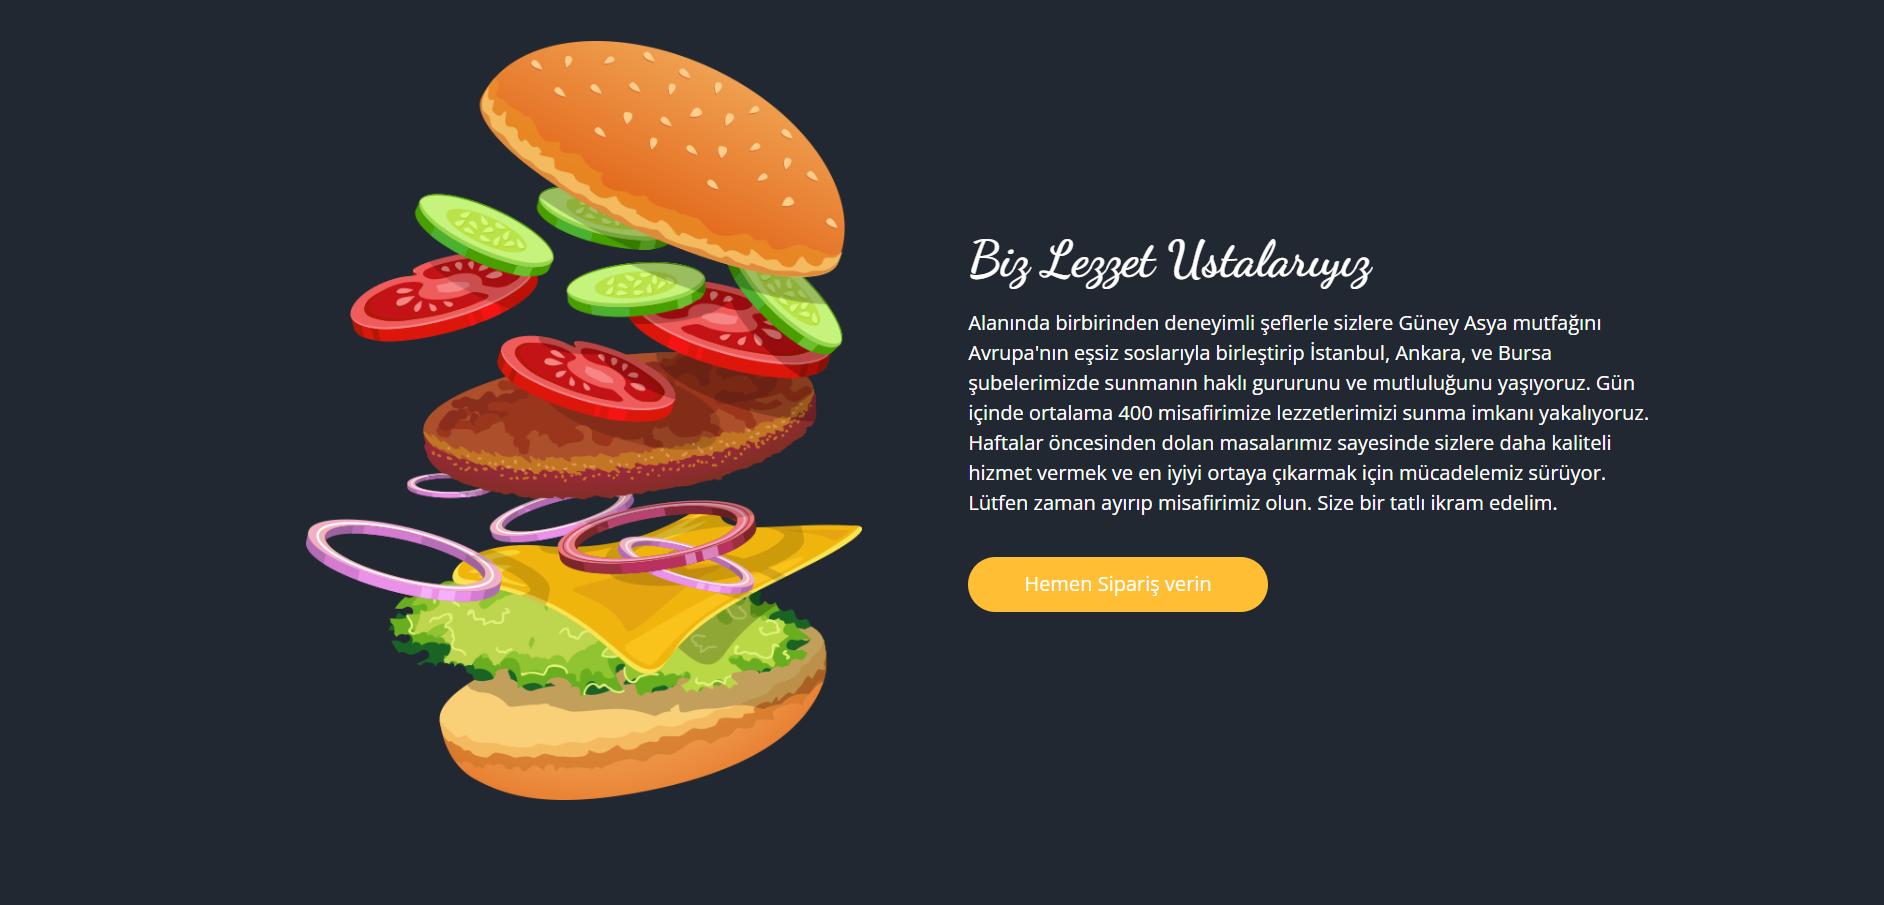 Biz Lezzet Ustalarıyız
Alanında birbirinden deneyimli şeflerle sizlere Güney Asya mutfağını
Avrupa'nın eşsiz soslarıyla birleştirip İstanbul, Ankara, ve Bursa
şubelerimizde sunmanın haklı gururunu ve mutluluğunu yaşıyoruz. Gün
içinde ortalama 400 misafirimize lezzetlerimizi sunma imkanı yakalıyoruz.
Haftalar öncesinden dolan masalarımız sayesinde sizlere daha kaliteli
hizmet vermek ve en iyiyi ortaya çıkarmak için mücadelemiz sürüyor.
Lütfen zaman ayırıp misafirimiz olun. Size bir tatlı ikram edelim.
Hemen Sipariş verin